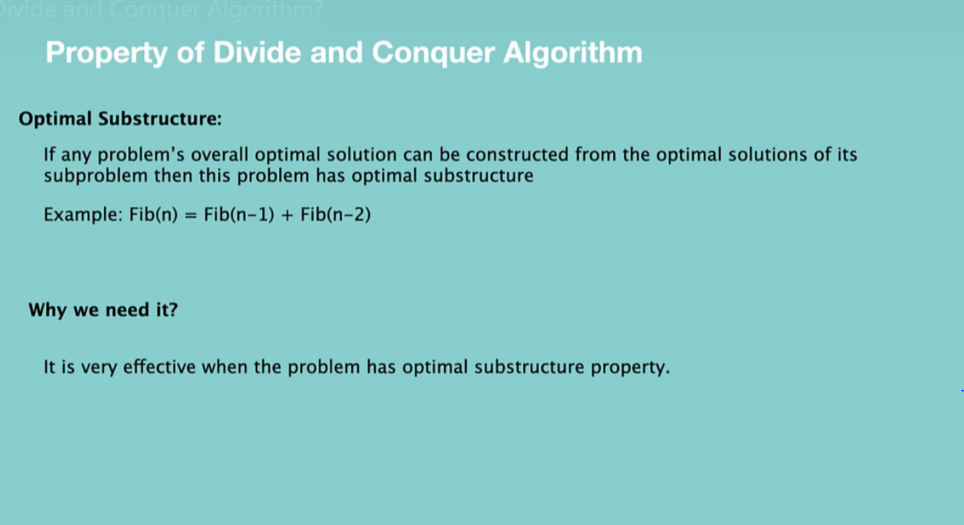 Divide and Conquer Algorithm?
Property of Divide and Conquer Algorithm
Optimal Substructure:
If any problem's overall optimal solution can be constructed from the optimal solutions of its
subproblem then this problem has optimal substructure
Example: Fib(n) = Fib(n-1) + Fib(n-2)
Why we need it?
It is very effective when the problem has optimal substructure property.